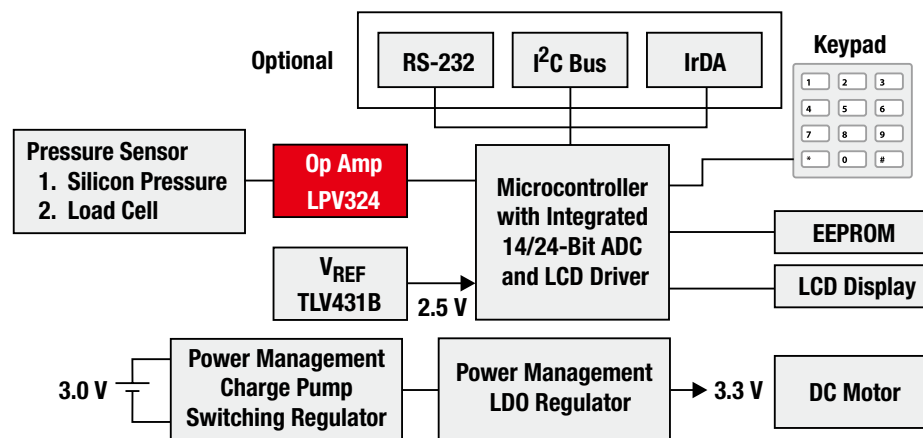 Optional
RS-232
I²C Bus
IrDA
Keypad
1 2 3
4 5 6
7 8 9
* 0 #
Pressure Sensor
1. Silicon Pressure
2. Load Cell
Op Amp
LPV324
Microcontroller
with Integrated
14/24-Bit ADC
and LCD Driver
EEPROM
LCD Display
VREF
TLV431B
2.5 V
3.0 V
Power Management
Charge Pump
Switching Regulator
Power Management
LDO Regulator
3.3 V
DC Motor